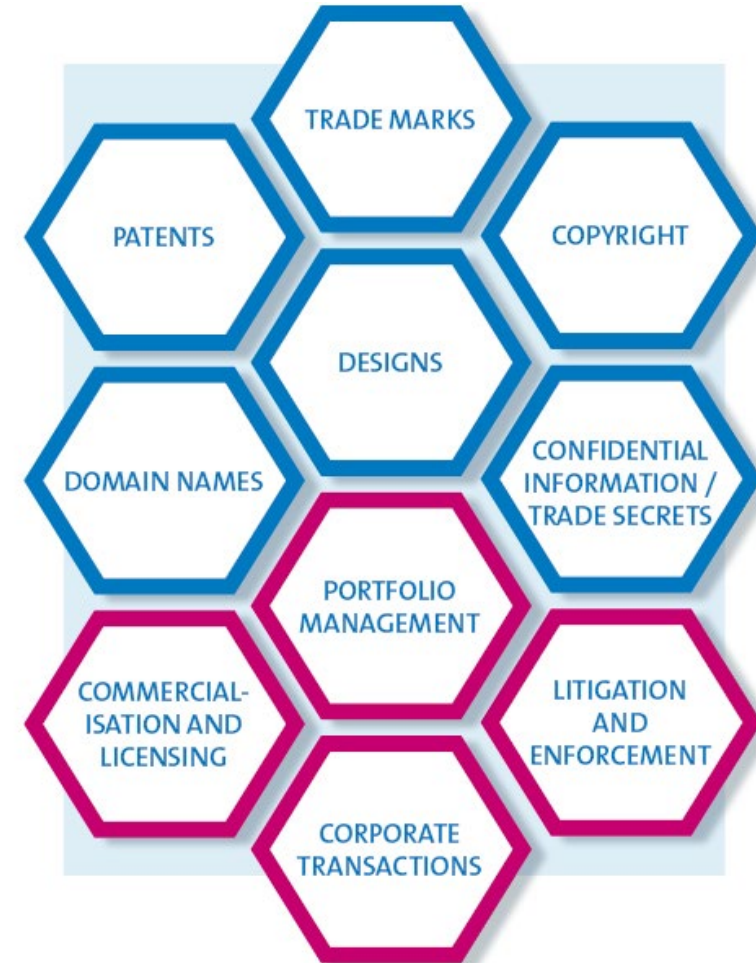 TRADE MARKS
PATENTS
COPYRIGHT
DESIGNS
DOMAIN NAMES
CONFIDENTIAL
INFORMATION /
TRADE SECRETS
PORTFOLIO
MANAGEMENT
COMMERCIAL-
ISATION AND
LICENSING
LITIGATION
AND
ENFORCEMENT
CORPORATE
TRANSACTIONS